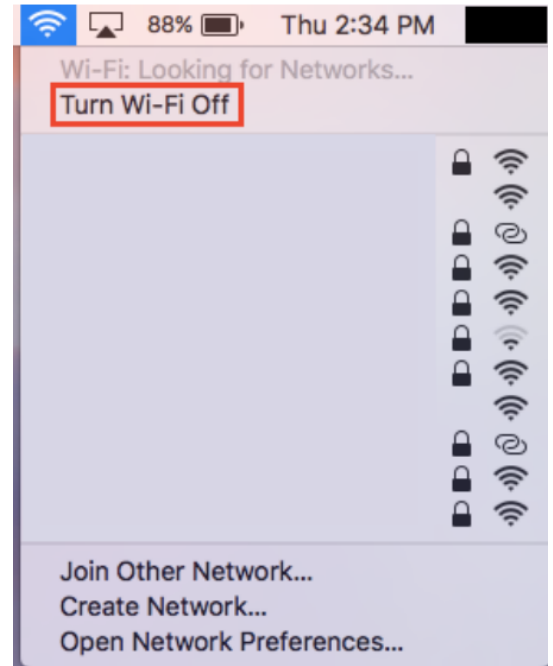 88% Thu 2:34 PM
Wi-Fi: Looking for Networks...
Turn Wi-Fi Off
Join Other Network...
Create Network...
Open Network Preferences...